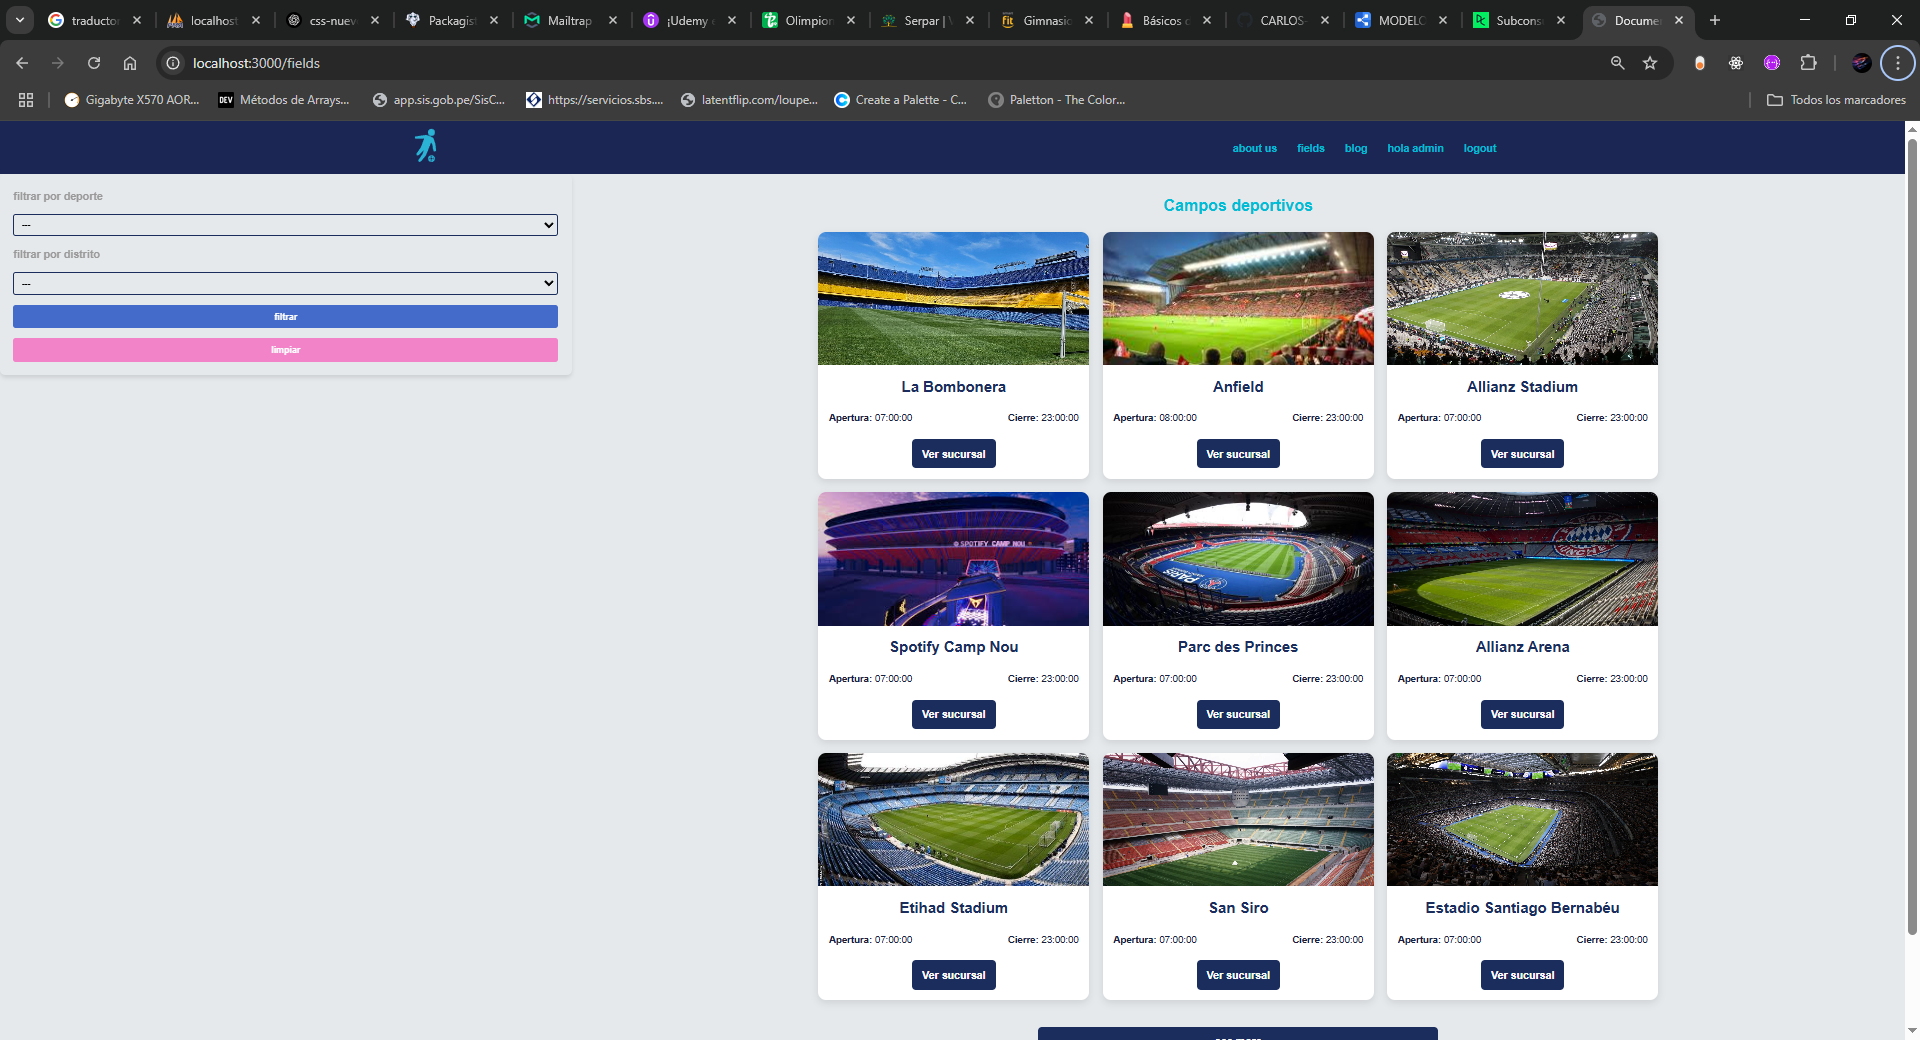 traductor
localhost
css-nuev
Packagis
Mailtrap
¡Udemy
Olimpion
Serpar |
Gimnasio
Básicos
CARLOS-
MODELO
Subcons
Docume
localhost:3000/fields
Gigabyte X570 AOR...
DEV
Métodos de Arrays...
app.sis.gob.pe/SisC...
https://servicios.sbs....
latentflip.com/loupe...
Create a Palette - C...
Paletton - The Color...
Todos los marcadores
about us
fields
blog
hola admin
logout
filtrar por deporte
---
filtrar por distrito
---
filtrar
limpiar
Campos deportivos
La Bombonera
Apertura: 07:00:00 Cierre: 23:00:00
Ver sucursal
Anfield
Apertura: 08:00:00 Cierre: 23:00:00
Ver sucursal
Allianz Stadium
Apertura: 07:00:00 Cierre: 23:00:00
Ver sucursal
SPOTIFY CAMP NOU
Spotify Camp Nou
Apertura: 07:00:00 Cierre: 23:00:00
Ver sucursal
PARIS
Parc des Princes
Apertura: 07:00:00 Cierre: 23:00:00
Ver sucursal
Allianz Arena
Apertura: 07:00:00 Cierre: 23:00:00
Ver sucursal
Etihad Stadium
Apertura: 07:00:00 Cierre: 23:00:00
Ver sucursal
San Siro
Apertura: 07:00:00 Cierre: 23:00:00
Ver sucursal
Estadio Santiago Bernabéu
Apertura: 07:00:00 Cierre: 23:00:00
Ver sucursal